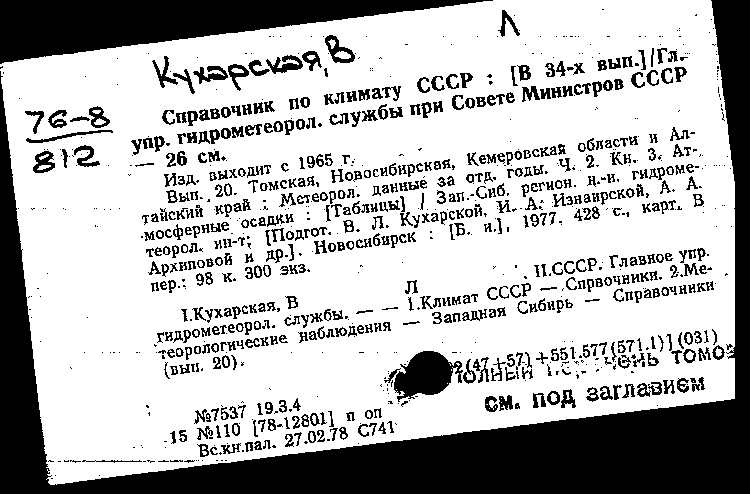 Кухарская, В Л
76-8
812
Справочник по климату СССР : [В 34-х вып.]/Гл.
упр. гидрометеорол. службы при Совете Министров СССР
— 26 см.
Изд. выходит с 1965 г.
Вып. 20. Томская, Новосибирская, Кемеровская области и Ал-
тайский край : Метеорол. данные за отд. годы. Ч. 2. Кн. 3. Ат-
мосферные осадки : [Таблицы] / Зап.-Сиб. регион. н.-и. гидроме-
теорол. ин-т; [Подгот. В. Л. Кухарской, И. А. Изнаирской, А. А.
Архиповой и др.]. Новосибирск : [Б. и.], 1977. 428 с., карт. В
пер.: 98 к. 300 экз.
I.Кухарская, В Л . II.СССР. Главное упр.
гидрометеорол. службы. — — 1.Климат СССР — Спрвочники. 2.Ме-
теорологические наблюдения — Западная Сибирь — Справочники
(вып. 20).
2(47+57)+551.577(571.1)](031)
ПОЛНЫЙ ПЕРЕЧЕНЬ ТОМОВ
СМ. ПОД ЗАГЛАВИЕМ
№7537 19.3.4
15 №110 [78-12801] п оп
Вс.кн.пал. 27.02.78 С741